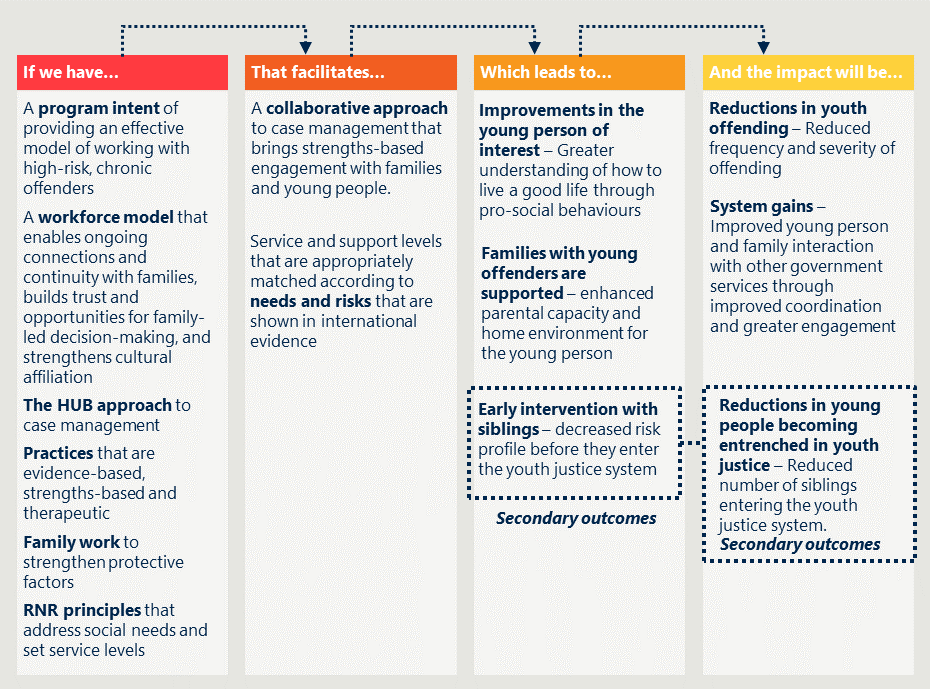 If we have...
A program intent of
providing an effective
model of working with
high-risk, chronic
offenders
A workforce model that
enables ongoing
connections and
continuity with families,
builds trust and
opportunities for family-
led decision-making, and
strengthens cultural
affiliation
The HUB approach to
case management
Practices that are
evidence-based,
strengths-based and
therapeutic
Family work to
strengthen protective
factors
RNR principles that
address social needs and
set service levels
That facilitates...
A collaborative approach
to case management that
brings strengths-based
engagement with families
and young people.
Service and support levels
that are appropriately
matched according to
needs and risks that are
shown in international
evidence
Which leads to...
Improvements in the
young person of
interest – Greater
understanding of how to
live a good life through
pro-social behaviours
Families with young
offenders are
supported – enhanced
parental capacity and
home environment for
the young person
Early intervention with
siblings – decreased risk
profile before they enter
the youth justice system
Secondary outcomes
And the impact will be...
Reductions in youth
offending – Reduced
frequency and severity of
offending
System gains –
Improved young person
and family interaction
with other government
services through
improved coordination
and greater engagement
Reductions in young
people becoming
entrenched in youth
justice – Reduced
number of siblings
entering the youth
justice system.
Secondary outcomes